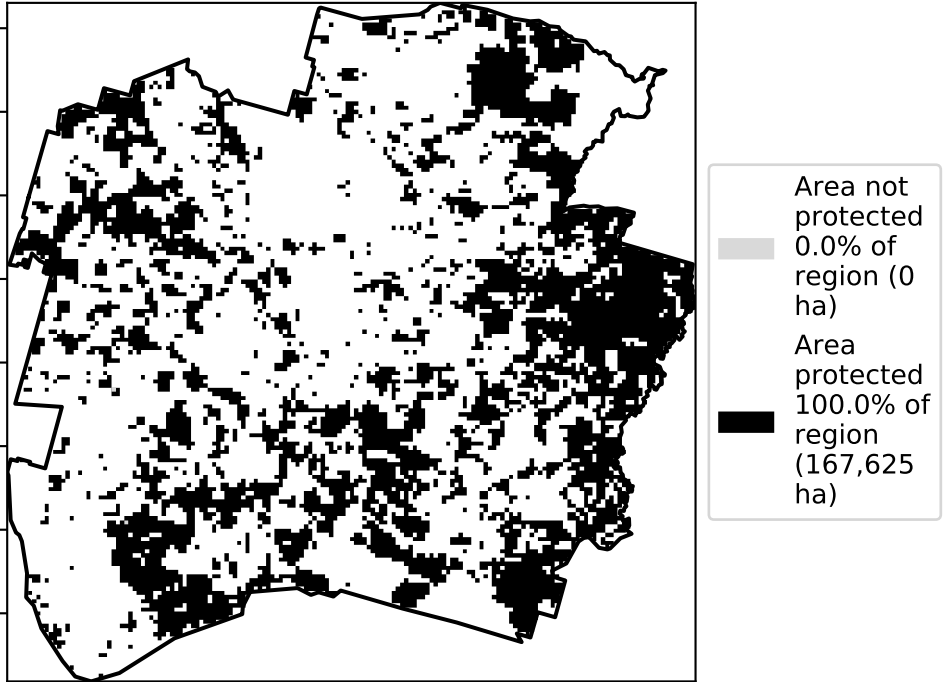 Area not
protected
0.0% of
region (0
ha)
Area
protected
100.0% of
region
(167,625
ha)